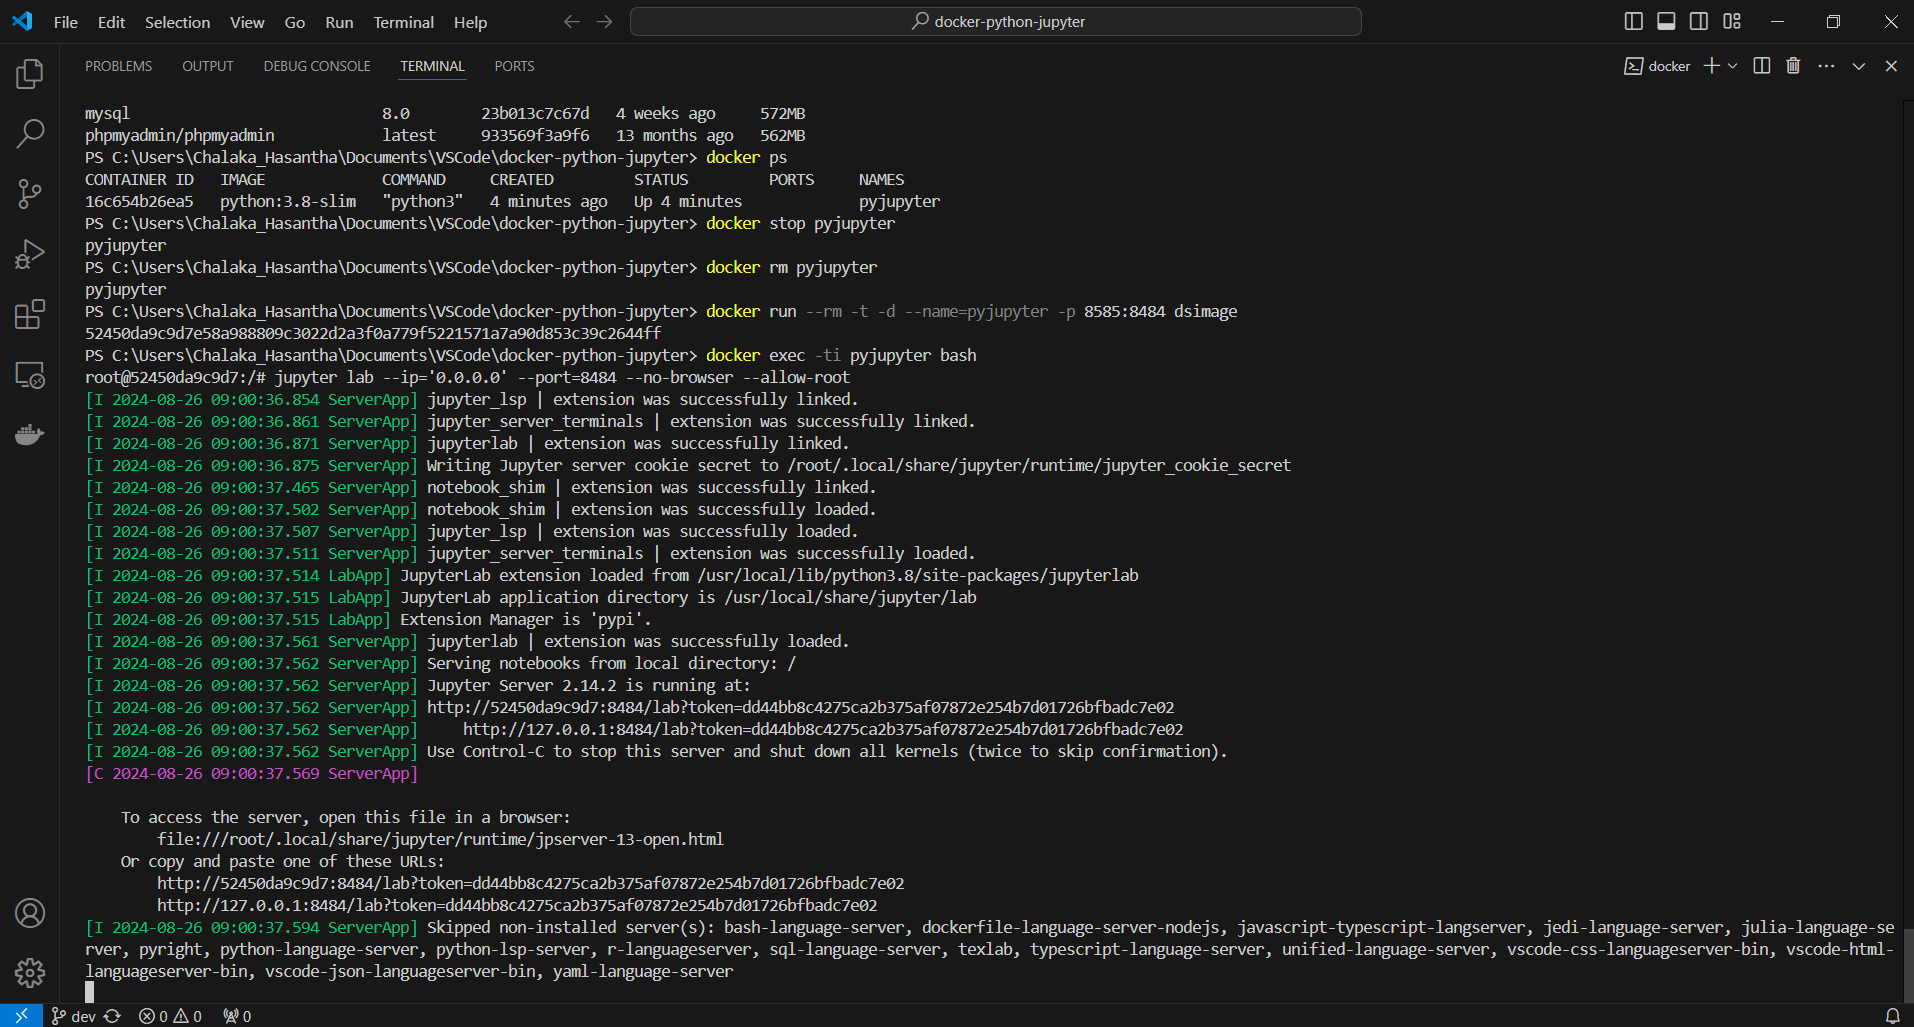 File Edit Selection View Go Run Terminal Help
docker-python-jupyter
PROBLEMS OUTPUT DEBUG CONSOLE TERMINAL PORTS
docker
mysql 8.0 23b013c7c67d 4 weeks ago 572MB
phpmyadmin/phpmyadmin latest 933569f3a9f6 13 months ago 562MB
PS C:\Users\Chalaka_Hasantha\Documents\VSCode\docker-python-jupyter> docker ps
CONTAINER ID IMAGE COMMAND CREATED STATUS PORTS NAMES
16c654b26ea5 python:3.8-slim "python3" 4 minutes ago Up 4 minutes pyjupyter
PS C:\Users\Chalaka_Hasantha\Documents\VSCode\docker-python-jupyter> docker stop pyjupyter
pyjupyter
PS C:\Users\Chalaka_Hasantha\Documents\VSCode\docker-python-jupyter> docker rm pyjupyter
pyjupyter
PS C:\Users\Chalaka_Hasantha\Documents\VSCode\docker-python-jupyter> docker run --rm -t -d --name=pyjupyter -p 8585:8484 dsimage
52450da9c9d7e58a988809c3022d2a3f0a779f5221571a7a90d853c39c2644ff
PS C:\Users\Chalaka_Hasantha\Documents\VSCode\docker-python-jupyter> docker exec -ti pyjupyter bash
root@52450da9c9d7:/# jupyter lab --ip='0.0.0.0' --port=8484 --no-browser --allow-root
[I 2024-08-26 09:00:36.854 ServerApp] jupyter_lsp | extension was successfully linked.
[I 2024-08-26 09:00:36.861 ServerApp] jupyter_server_terminals | extension was successfully linked.
[I 2024-08-26 09:00:36.871 ServerApp] jupyterlab | extension was successfully linked.
[I 2024-08-26 09:00:36.875 ServerApp] Writing Jupyter server cookie secret to /root/.local/share/jupyter/runtime/jupyter_cookie_secret
[I 2024-08-26 09:00:37.465 ServerApp] notebook_shim | extension was successfully linked.
[I 2024-08-26 09:00:37.502 ServerApp] notebook_shim | extension was successfully loaded.
[I 2024-08-26 09:00:37.507 ServerApp] jupyter_lsp | extension was successfully loaded.
[I 2024-08-26 09:00:37.511 ServerApp] jupyter_server_terminals | extension was successfully loaded.
[I 2024-08-26 09:00:37.514 LabApp] JupyterLab extension loaded from /usr/local/lib/python3.8/site-packages/jupyterlab
[I 2024-08-26 09:00:37.515 LabApp] JupyterLab application directory is /usr/local/share/jupyter/lab
[I 2024-08-26 09:00:37.515 LabApp] Extension Manager is 'pypi'.
[I 2024-08-26 09:00:37.561 ServerApp] jupyterlab | extension was successfully loaded.
[I 2024-08-26 09:00:37.562 ServerApp] Serving notebooks from local directory: /
[I 2024-08-26 09:00:37.562 ServerApp] Jupyter Server 2.14.2 is running at:
[I 2024-08-26 09:00:37.562 ServerApp] http://52450da9c9d7:8484/lab?token=dd44bb8c4275ca2b375af07872e254b7d01726bfbadc7e02
[I 2024-08-26 09:00:37.562 ServerApp] http://127.0.0.1:8484/lab?token=dd44bb8c4275ca2b375af07872e254b7d01726bfbadc7e02
[I 2024-08-26 09:00:37.562 ServerApp] Use Control-C to stop this server and shut down all kernels (twice to skip confirmation).
[C 2024-08-26 09:00:37.569 ServerApp]
To access the server, open this file in a browser:
file:///root/.local/share/jupyter/runtime/jpserver-13-open.html
Or copy and paste one of these URLs:
http://52450da9c9d7:8484/lab?token=dd44bb8c4275ca2b375af07872e254b7d01726bfbadc7e02
http://127.0.0.1:8484/lab?token=dd44bb8c4275ca2b375af07872e254b7d01726bfbadc7e02
[I 2024-08-26 09:00:37.594 ServerApp] Skipped non-installed server(s): bash-language-server, dockerfile-language-server-nodejs, javascript-typescript-langserver, jedi-language-server, julia-language-se
rver, pyright, python-language-server, python-lsp-server, r-languageserver, sql-language-server, texlab, typescript-language-server, unified-language-server, vscode-css-languageserver-bin, vscode-html-
languageserver-bin, vscode-json-languageserver-bin, yaml-language-server
dev 0 0 0